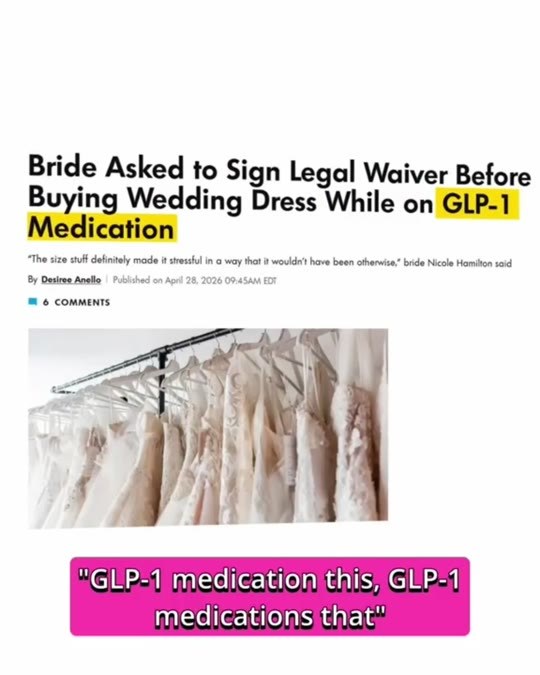 Bride Asked to Sign Legal Waiver Before
Buying Wedding Dress While on GLP-1
Medication
"The size stuff definitely made it stressful in a way that it wouldn't have been otherwise," bride Nicole Hamilton said
By Desiree Anello | Published on April 28, 2026 09:45AM EDT
6 COMMENTS
"GLP-1 medication this, GLP-1
medications that"